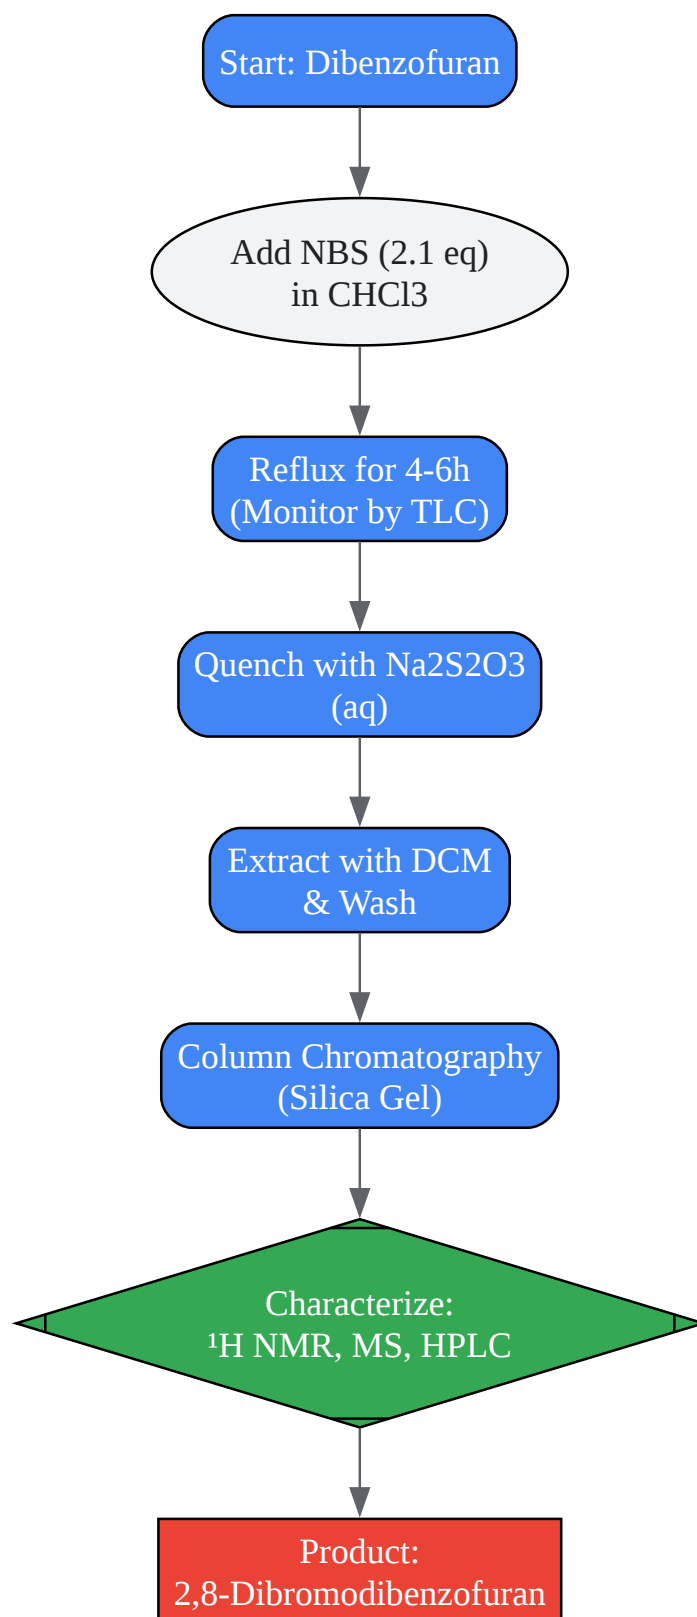 Start: Dibenzofuran
Add NBS (2.1 eq)
in CHCl3
Reflux for 4-6h
(Monitor by TLC)
Quench with Na2S2O3
(aq)
Extract with DCM
& Wash
Column Chromatography
(Silica Gel)
Characterize:
¹H NMR, MS, HPLC
Product:
2,8-Dibromodibenzofuran